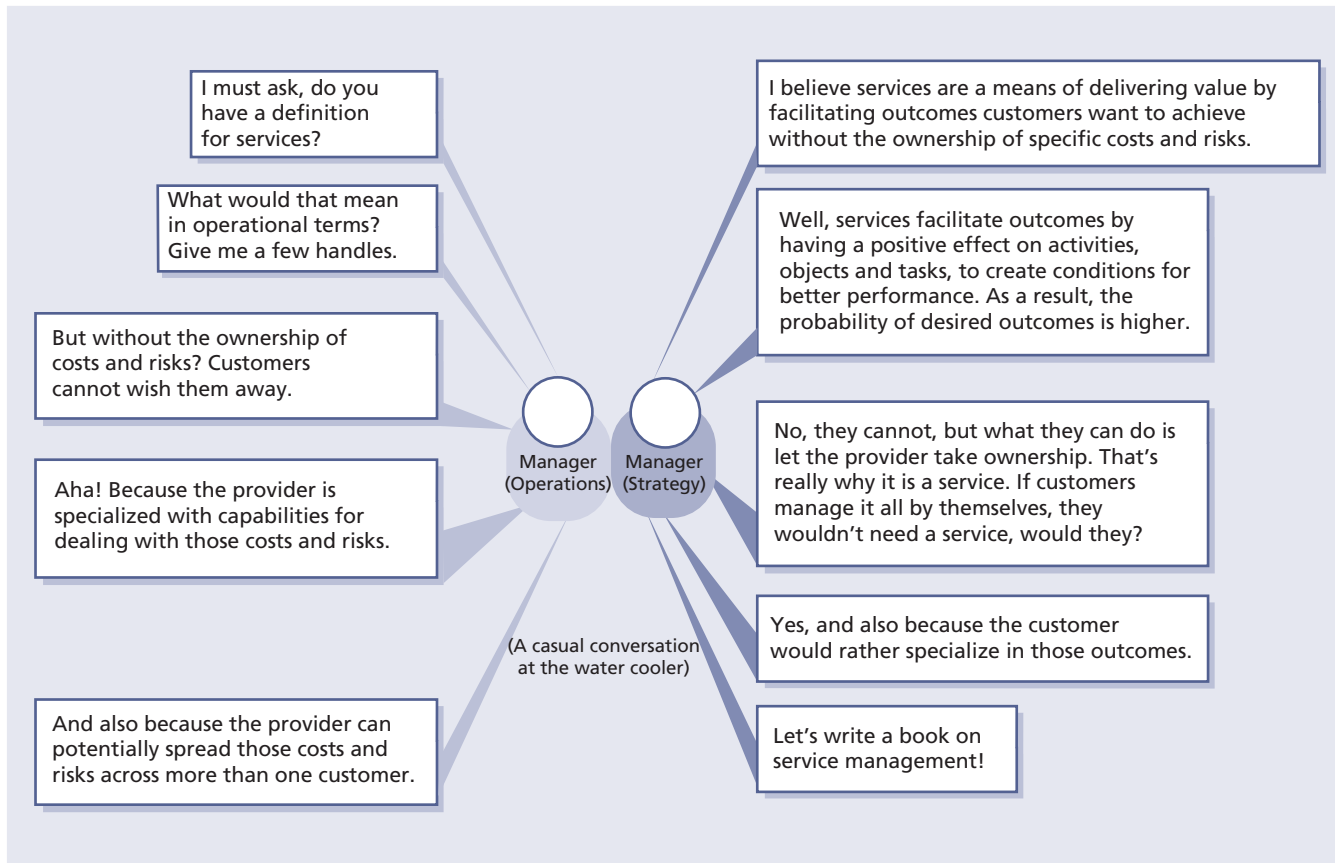 I must ask, do you
have a definition
for services?
I believe services are a means of delivering value by
facilitating outcomes customers want to achieve
without the ownership of specific costs and risks.
What would that mean
in operational terms?
Give me a few handles.
Well, services facilitate outcomes by
having a positive effect on activities,
objects and tasks, to create conditions for
better performance. As a result, the
probability of desired outcomes is higher.
But without the ownership of
costs and risks? Customers
cannot wish them away.
No, they cannot, but what they can do is
let the provider take ownership. That’s
really why it is a service. If customers
manage it all by themselves, they
wouldn’t need a service, would they?
Aha! Because the provider is
specialized with capabilities for
dealing with those costs and risks.
Yes, and also because the customer
would rather specialize in those outcomes.
And also because the provider can
potentially spread those costs and
risks across more than one customer.
Let’s write a book on
service management!
Manager
(Operations)
Manager
(Strategy)
(A casual conversation
at the water cooler)